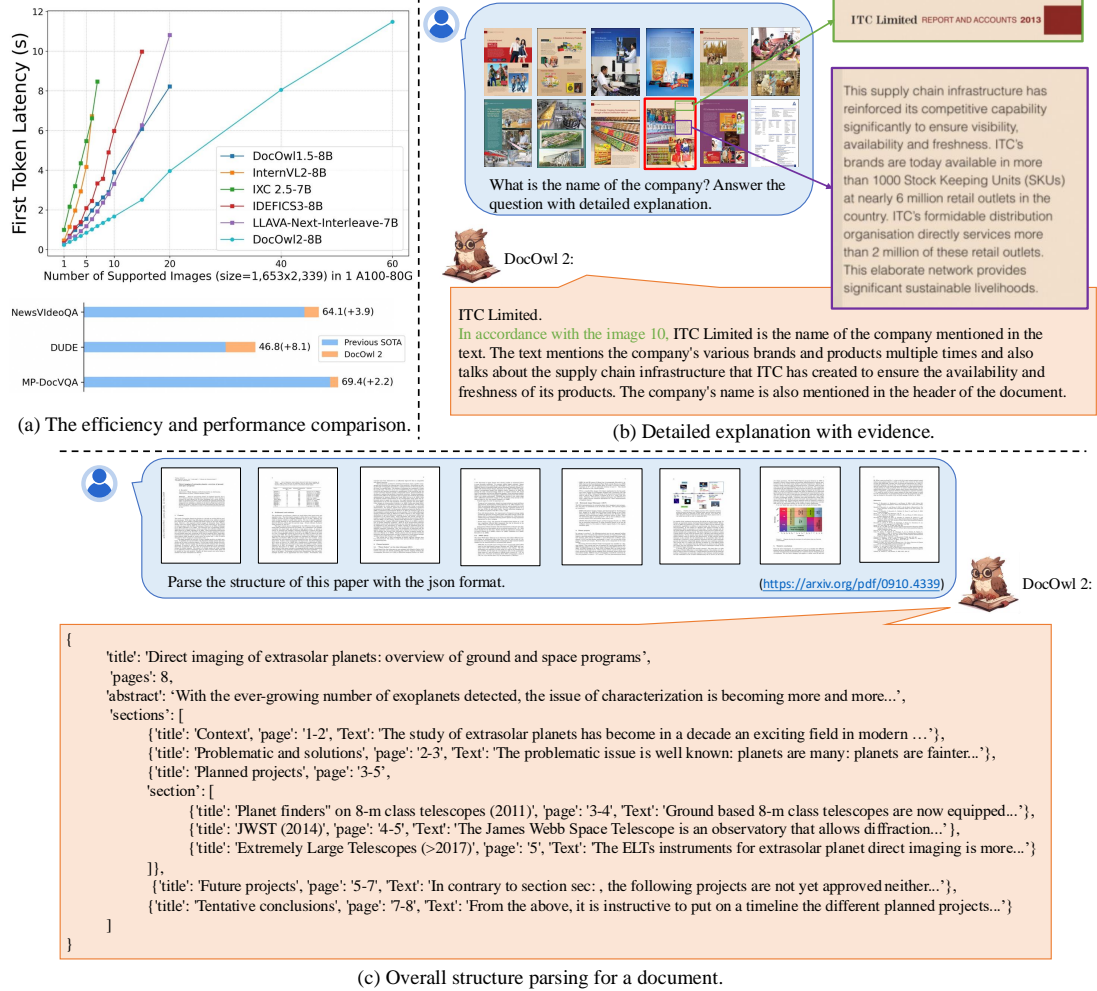 First Token Latency (s)
12
10
8
6
4
2
0
DocOwl1.5-8B
InternVL2-8B
IXC 2.5-7B
IDEFICS3-8B
LLAVA-Next-Interleave-7B
DocOwl2-8B
1 5 10 20 40 60
Number of Supported Images (size=1,653x2,339) in 1 A100-80G
NewsVIdeoQA
64.1(+3.9)
DUDE
46.8(+8.1)
MP-DocVQA
69.4(+2.2)
Previous SOTA
DocOwl 2
(a) The efficiency and performance comparison.
What is the name of the company? Answer the
question with detailed explanation.
ITC Limited REPORT AND ACCOUNTS 2013
This supply chain infrastructure has
reinforced its competitive capability
significantly to ensure visibility,
availability and freshness. ITC's
brands are today available in more
than 1000 Stock Keeping Units (SKUs)
at nearly 6 million retail outlets in the
country. ITC's formidable distribution
organisation directly services more
than 2 million of these retail outlets.
This elaborate network provides
significant sustainable livelihoods.
DocOwl 2:
ITC Limited.
In accordance with the image 10, ITC Limited is the name of the company mentioned in the
text. The text mentions the company's various brands and products multiple times and also
talks about the supply chain infrastructure that ITC has created to ensure the availability and
freshness of its products. The company's name is also mentioned in the header of the document.
(b) Detailed explanation with evidence.
Parse the structure of this paper with the json format.
(https://arxiv.org/pdf/0910.4339)
DocOwl 2:
{
'title': 'Direct imaging of extrasolar planets: overview of ground and space programs',
'pages': 8,
'abstract': 'With the ever-growing number of exoplanets detected, the issue of characterization is becoming more and more...',
'sections': [
{'title': 'Context', 'page': '1-2', 'Text': 'The study of extrasolar planets has become in a decade an exciting field in modern …'},
{'title': 'Problematic and solutions', 'page': '2-3', 'Text': 'The problematic issue is well known: planets are many: planets are fainter...'},
{'title': 'Planned projects', 'page': '3-5',
'section': [
{'title': 'Planet finders" on 8-m class telescopes (2011)', 'page': '3-4', 'Text': 'Ground based 8-m class telescopes are now equipped...'},
{'title': 'JWST (2014)', 'page': '4-5', 'Text': 'The James Webb Space Telescope is an observatory that allows diffraction...'},
{'title': 'Extremely Large Telescopes (>2017)', 'page': '5', 'Text': 'The ELTs instruments for extrasolar planet direct imaging is more...'}
]},
{'title': 'Future projects', 'page': '5-7', 'Text': 'In contrary to section sec: , the following projects are not yet approved neither...'},
{'title': 'Tentative conclusions', 'page': '7-8', 'Text': 'From the above, it is instructive to put on a timeline the different planned projects...'}
]
}
(c) Overall structure parsing for a document.